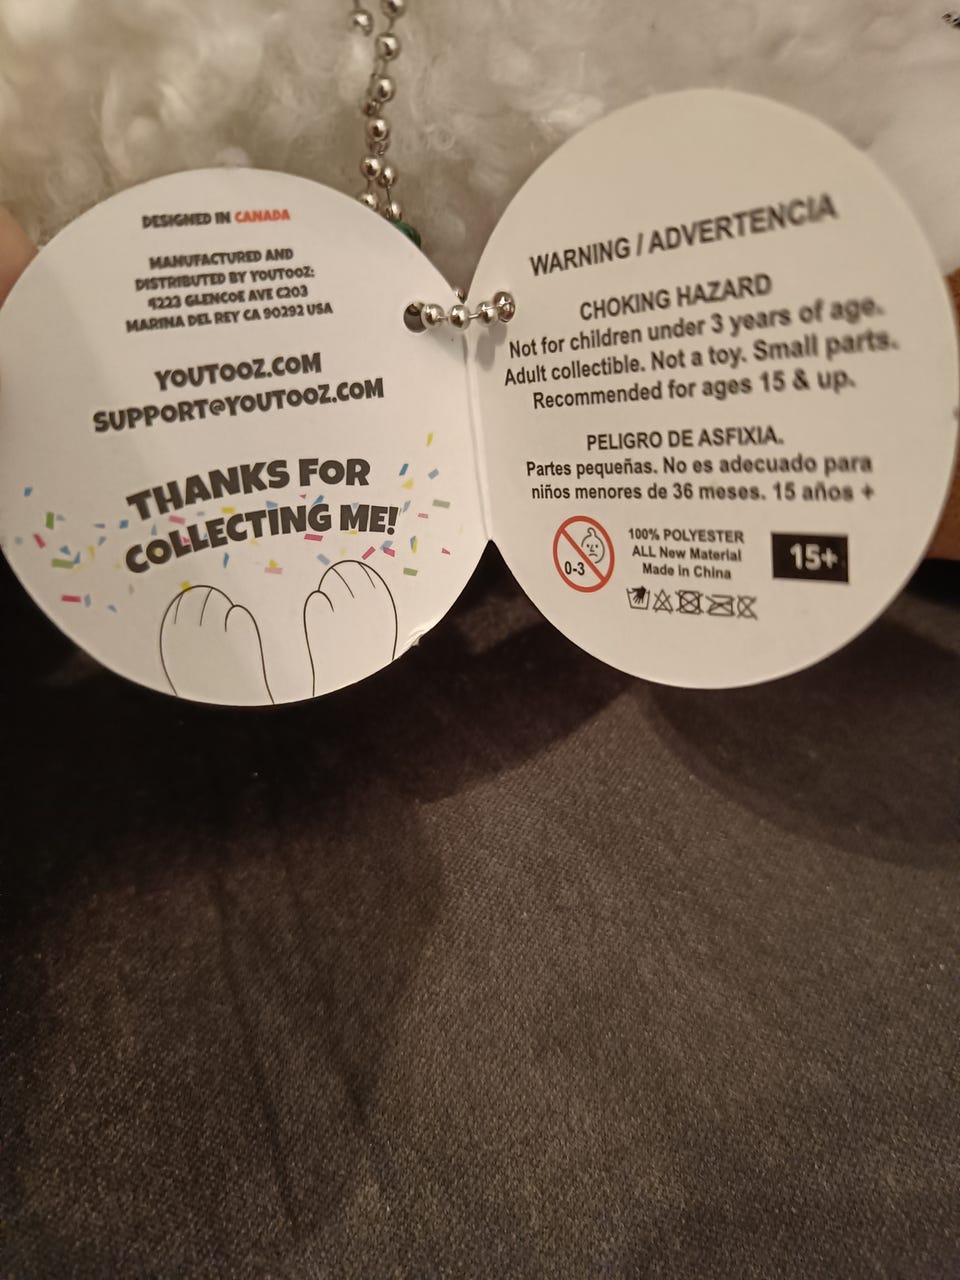 DESIGNED IN CANADA
MANUFACTURED AND
DISTRIBUTED BY YOUTOOZ:
4223 GLENCOE AVE C203
MARINA DEL REY CA 90292 USA
YOUTOOZ.COM
SUPPORT@YOUTOOZ.COM
THANKS FOR
COLLECTING ME!
WARNING / ADVERTENCIA
CHOKING HAZARD
Not for children under 3 years of age.
Adult collectible. Not a toy. Small parts.
Recommended for ages 15 & up.
PELIGRO DE ASFIXIA.
Partes pequeñas. No es adecuado para
niños menores de 36 meses. 15 años +
0-3
100% POLYESTER
ALL New Material
Made in China
15+